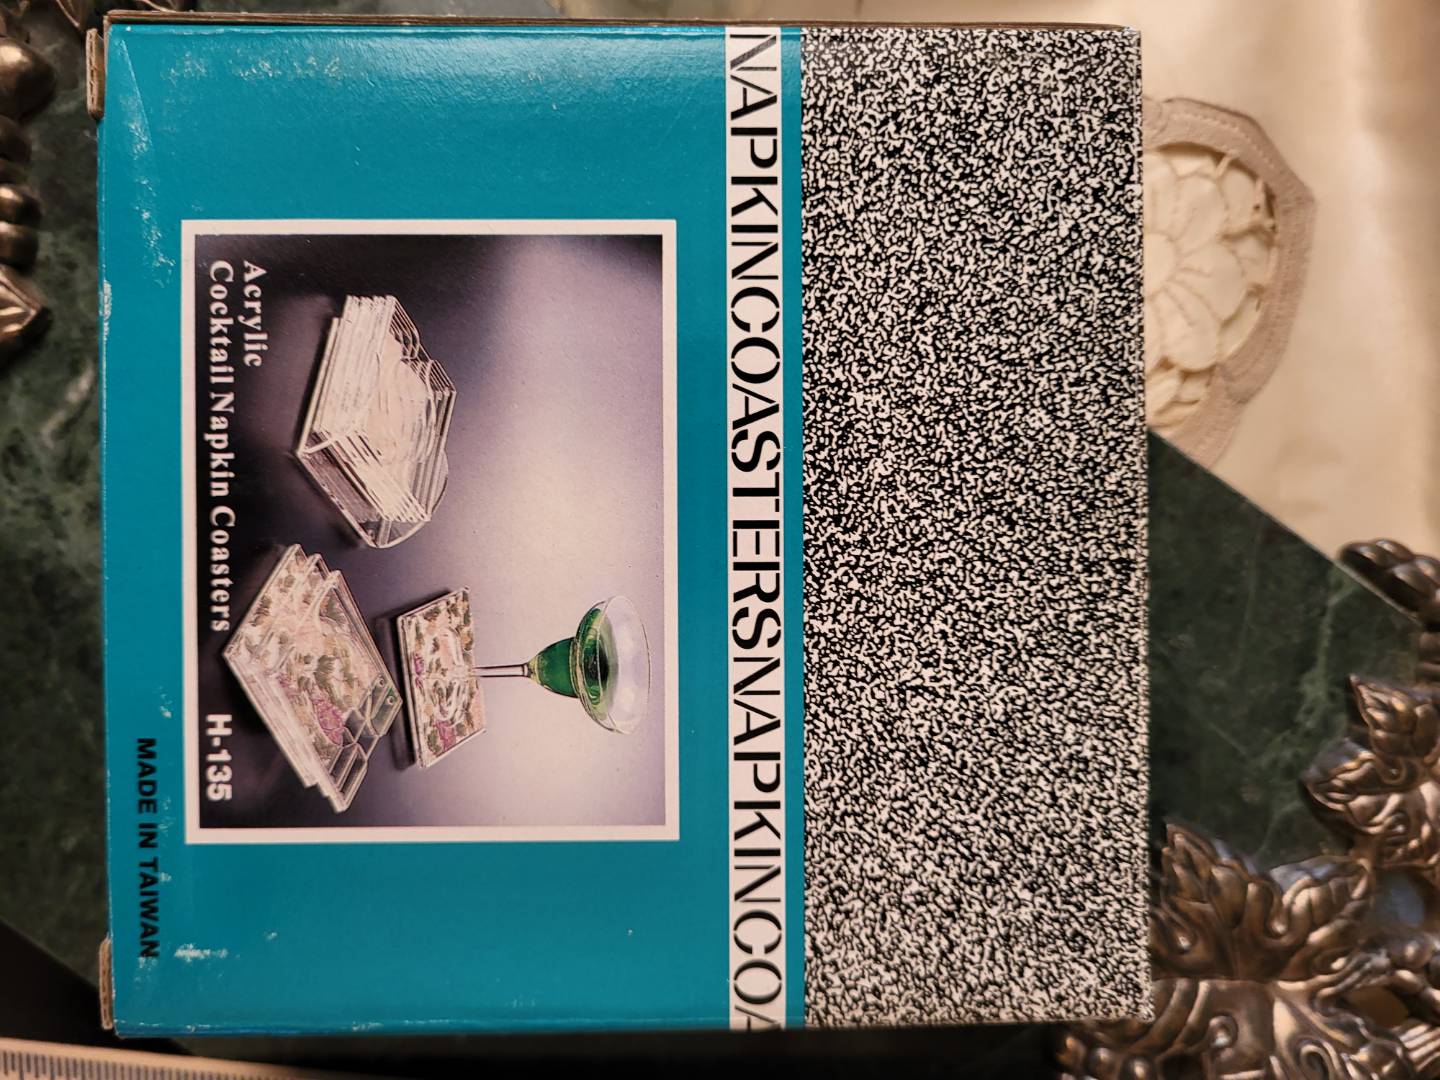 NAPKINCOASTERSNAPKINCOA
Acrylic
Cocktail Napkin Coasters H-135
MADE IN TAIWAN